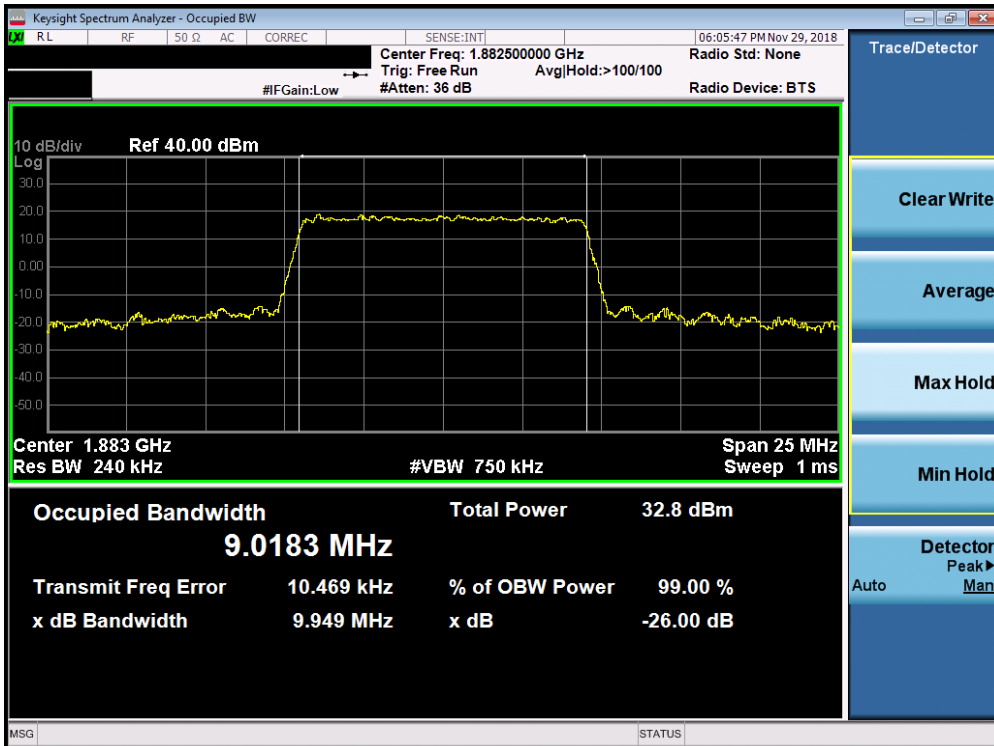 Keysight Spectrum Analyzer - Occupied BW
LXI RL RF 50 Ω AC CORREC SENSE:INT 06:05:47 PM Nov 29, 2018
Center Freq: 1.882500000 GHz Radio Std: None
Trig: Free Run Avg|Hold:>100/100
#IFGain:Low #Atten: 36 dB Radio Device: BTS
10 dB/div Ref 40.00 dBm
Log
30.0
20.0
10.0
0.00
-10.0
-20.0
-30.0
-40.0
-50.0
Center 1.883 GHz Span 25 MHz
Res BW 240 kHz #VBW 750 kHz Sweep 1 ms
Occupied Bandwidth Total Power 32.8 dBm
9.0183 MHz
Transmit Freq Error 10.469 kHz % of OBW Power 99.00 %
x dB Bandwidth 9.949 MHz x dB -26.00 dB
MSG STATUS
Trace/Detector
Clear Write
Average
Max Hold
Min Hold
Detector
Peak▶
Auto Man